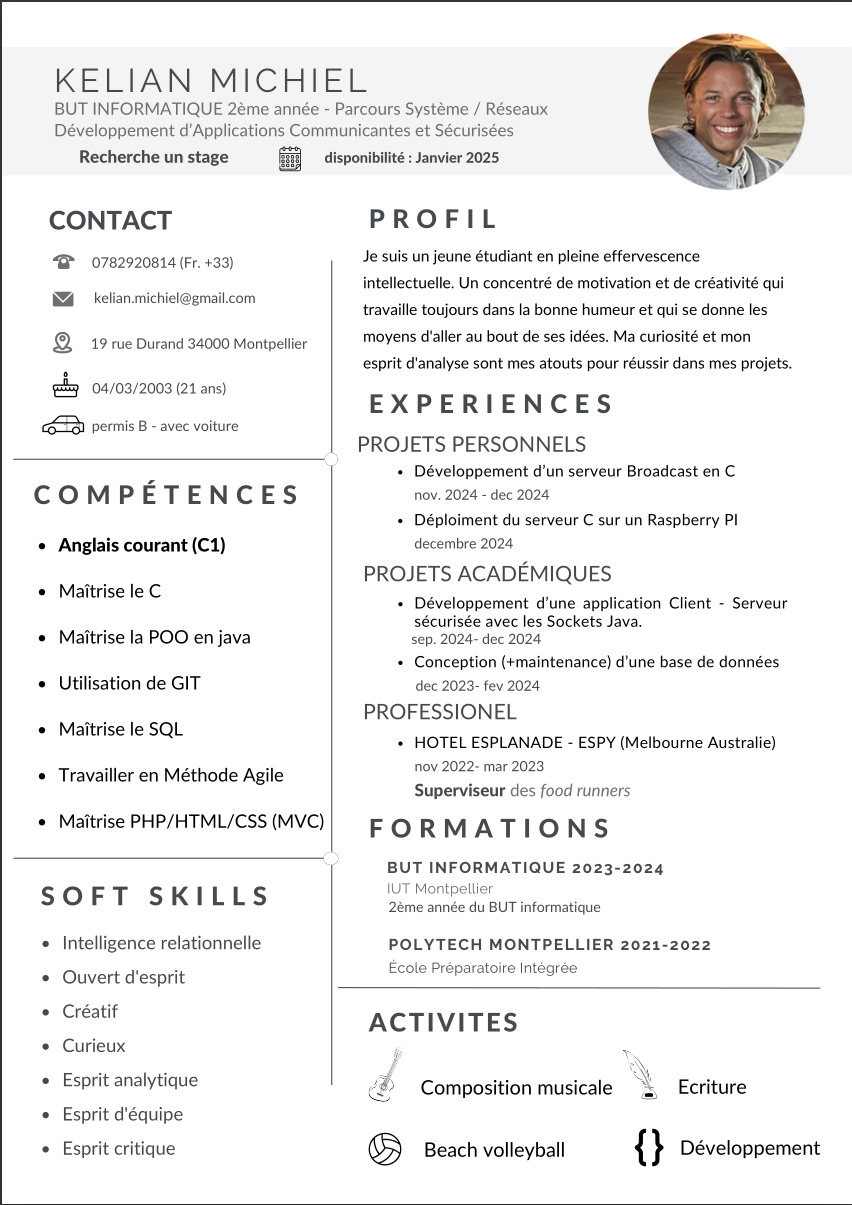 KELIAN MICHIEL
BUT INFORMATIQUE 2ème année - Parcours Système / Réseaux
Développement d'Applications Communicantes et Sécurisées
Recherche un stage
disponibilité : Janvier 2025
CONTACT
0782920814 (Fr. +33)
kelian.michiel@gmail.com
19 rue Durand 34000 Montpellier
04/03/2003 (21 ans)
permis B - avec voiture
COMPÉTENCES
• Anglais courant (C1)
• Maîtrise le C
• Maîtrise la POO en java
• Utilisation de GIT
• Maîtrise le SQL
• Travailler en Méthode Agile
• Maîtrise PHP/HTML/CSS (MVC)
SOFT SKILLS
• Intelligence relationnelle
• Ouvert d'esprit
• Créatif
• Curieux
• Esprit analytique
• Esprit d'équipe
• Esprit critique
PROFIL
Je suis un jeune étudiant en pleine effervescence
intellectuelle. Un concentré de motivation et de créativité qui
travaille toujours dans la bonne humeur et qui se donne les
moyens d'aller au bout de ses idées. Ma curiosité et mon
esprit d'analyse sont mes atouts pour réussir dans mes projets.
EXPERIENCES
PROJETS PERSONNELS
• Développement d'un serveur Broadcast en C
nov. 2024 - dec 2024
• Déploiment du serveur C sur un Raspberry PI
decembre 2024
PROJETS ACADÉMIQUES
• Développement d'une application Client - Serveur
sécurisée avec les Sockets Java.
sep. 2024- dec 2024
• Conception (+maintenance) d'une base de données
dec 2023- fev 2024
PROFESSIONEL
• HOTEL ESPLANADE - ESPY (Melbourne Australie)
nov 2022- mar 2023
Superviseur des food runners
FORMATIONS
BUT INFORMATIQUE 2023-2024
IUT Montpellier
2ème année du BUT informatique
POLYTECH MONTPELLIER 2021-2022
École Préparatoire Intégrée
ACTIVITES
Composition musicale
Ecriture
Beach volleyball
{} Développement